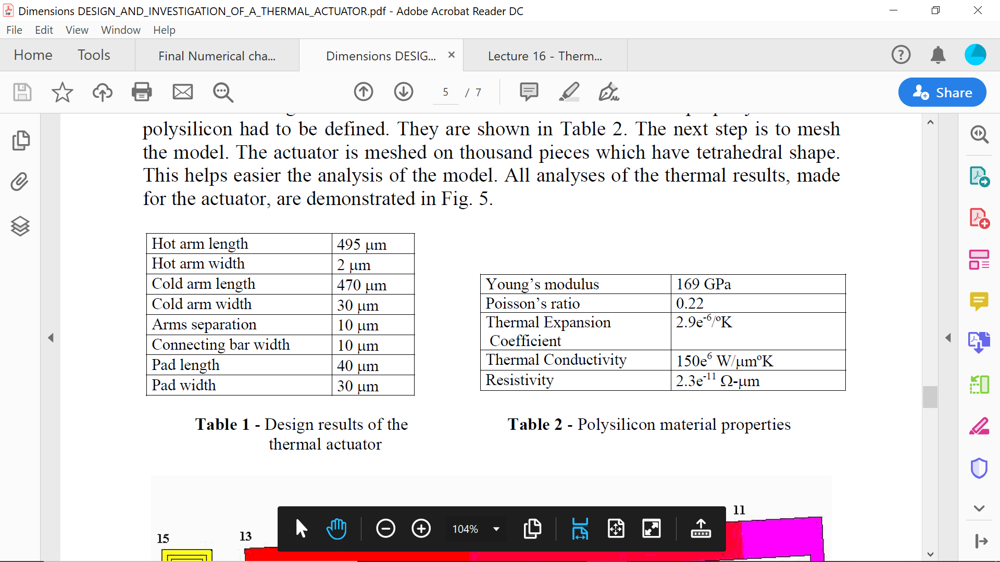 Dimensions DESIGN_AND_INVESTIGATION_OF_A_THERMAL_ACTUATOR.pdf - Adobe Acrobat Reader DC
File Edit View Window Help
Home Tools Final Numerical cha... Dimensions DESIG... × Lecture 16 - Therm...
5 / 7 Share
polysilicon had to be defined. They are shown in Table 2. The next step is to mesh
the model. The actuator is meshed on thousand pieces which have tetrahedral shape.
This helps easier the analysis of the model. All analyses of the thermal results, made
for the actuator, are demonstrated in Fig. 5.
Hot arm length 495 μm
Hot arm width 2 μm
Cold arm length 470 μm
Cold arm width 30 μm
Arms separation 10 μm
Connecting bar width 10 μm
Pad length 40 μm
Pad width 30 μm
Table 1 - Design results of the
thermal actuator
Young's modulus 169 GPa
Poisson's ratio 0.22
Thermal Expansion 2.9e⁻⁶/ºK
Coefficient
Thermal Conductivity 150e⁶ W/μmºK
Resistivity 2.3e⁻¹¹ Ω-μm
Table 2 - Polysilicon material properties
11
15
13
104%